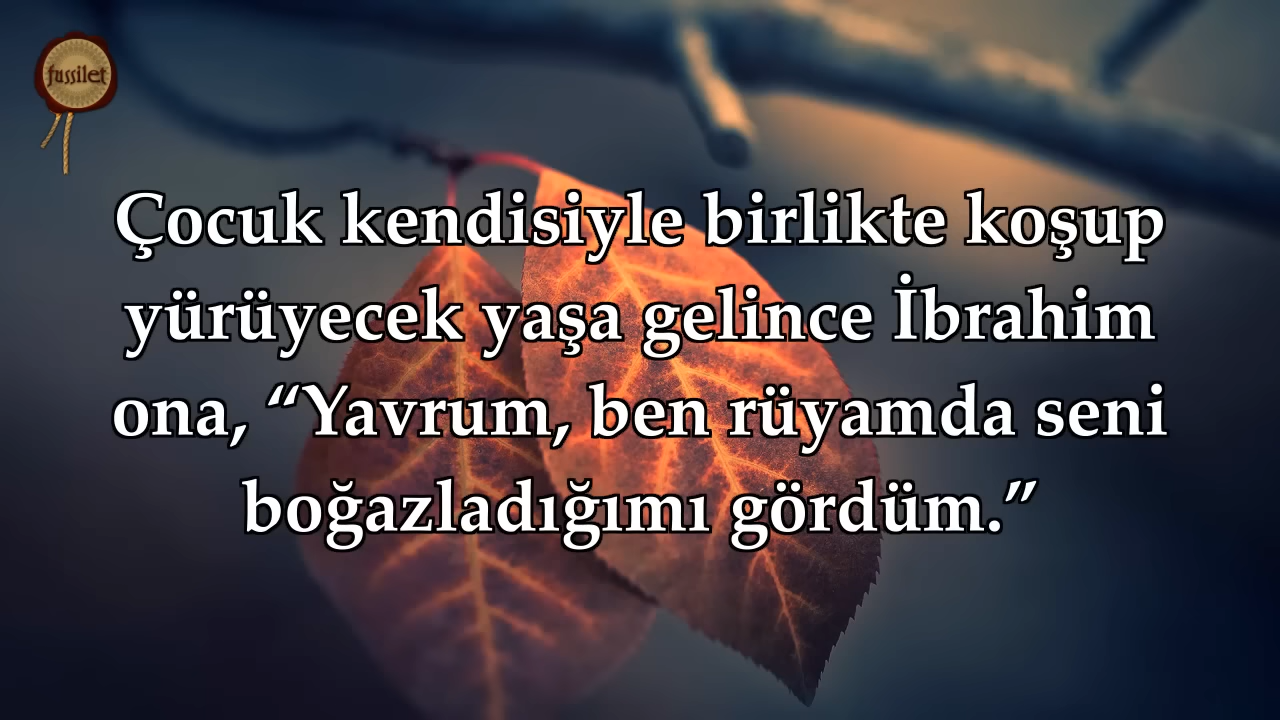 fussilet
Çocuk kendisiyle birlikte koşup
yürüyecek yaşa gelince İbrahim
ona, “Yavrum, ben rüyamda seni
boğazladığımı gördüm.”